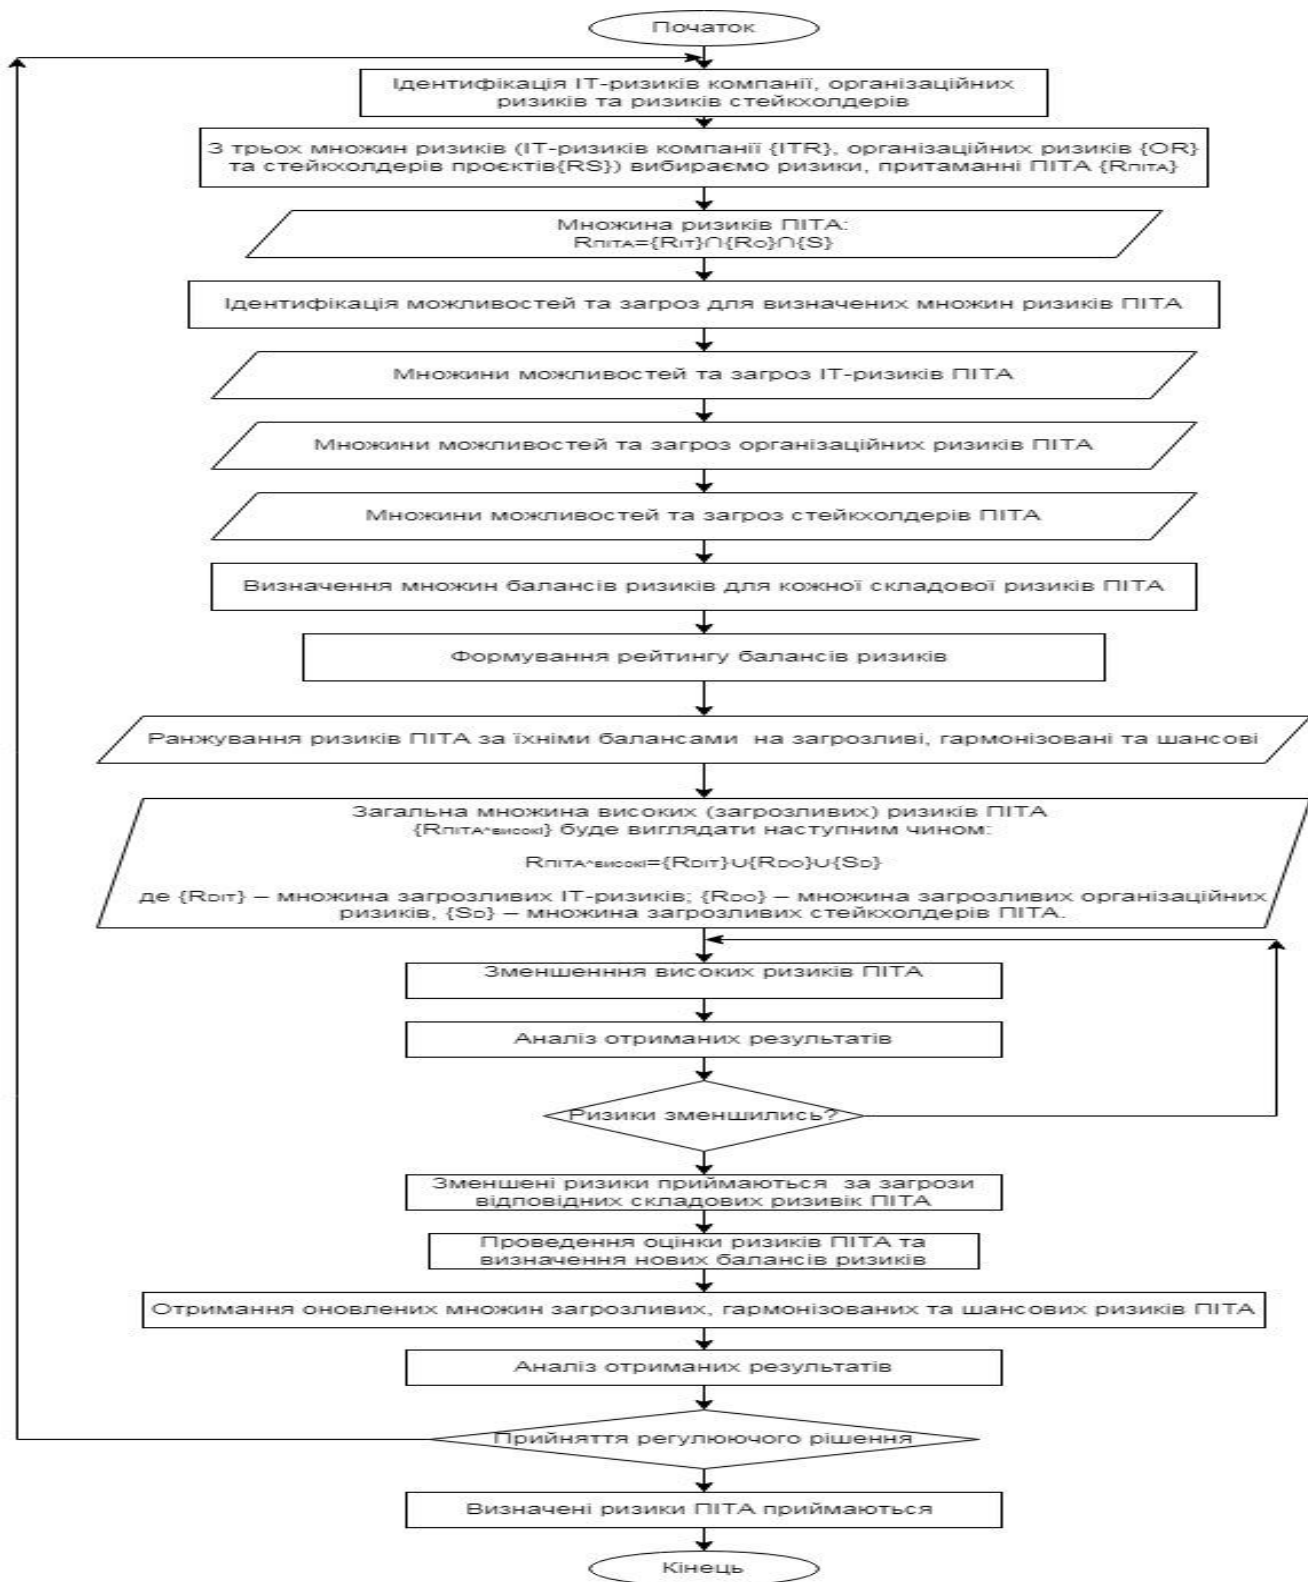 Початок
Ідентифікація ІТ-ризиків компанії, організаційних
ризиків та ризиків стейкхолдерів
З трьох множин ризиків (ІТ-ризиків компанії {ITR}, організаційних ризиків {OR}
та стейкхолдерів проєктів{RS}) вибираємо ризики, притаманні ПІТА {RПІТА}
Множина ризиків ПІТА:
RПІТА={RIT}∩{RO}∩{S}
Ідентифікація можливостей та загроз для визначених множин ризиків ПІТА
Множини можливостей та загроз ІТ-ризиків ПІТА
Множини можливостей та загроз організаційних ризиків ПІТА
Множини можливостей та загроз стейкхолдерів ПІТА
Визначення множин балансів ризиків для кожної складової ризиків ПІТА
Формування рейтингу балансів ризиків
Ранжування ризиків ПІТА за їхніми балансами на загрозливі, гармонізовані та шансові
Загальна множина високих (загрозливих) ризиків ПІТА
{RПІТА^високі} буде виглядати наступним чином:
RПІТА^високі={RDIT}∪{RDO}∪{SD}
де {RDIT} – множина загрозливих ІТ-ризиків; {RDO} – множина загрозливих організаційних
ризиків, {SD} – множина загрозливих стейкхолдерів ПІТА.
Зменшенння високих ризиків ПІТА
Аналіз отриманих результатів
Ризики зменшились?
Зменшені ризики приймаються за загрози
відповідних складових ризивік ПІТА
Проведення оцінки ризиків ПІТА та
визначення нових балансів ризиків
Отримання оновлених множин загрозливих, гармонізованих та шансових ризиків ПІТА
Аналіз отриманих результатів
Прийняття регулюючого рішення
Визначені ризики ПІТА приймаються
Кінець